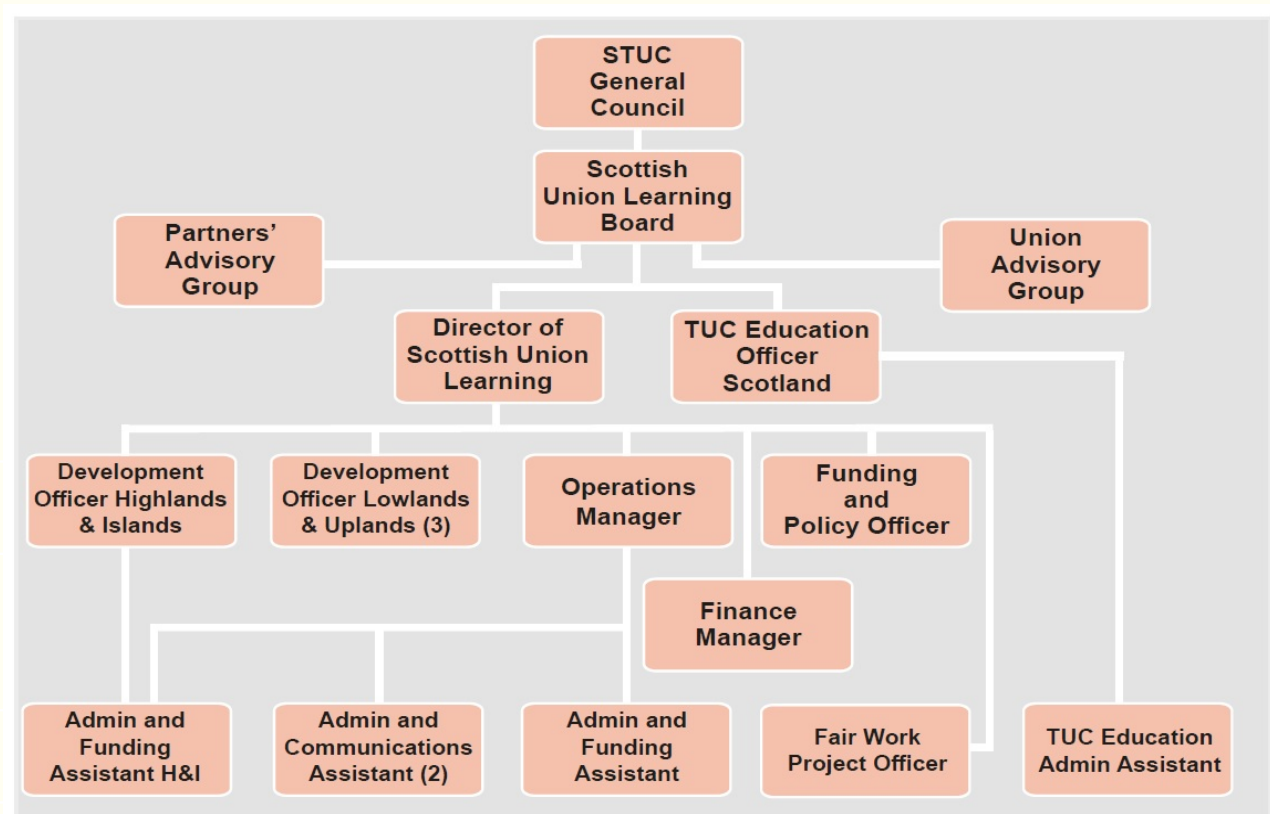 STUC
General
Council
Scottish
Union Learning
Board
Partners’
Advisory
Group
Union
Advisory
Group
Director of
Scottish Union
Learning
TUC Education
Officer
Scotland
Development
Officer Highlands
& Islands
Development
Officer Lowlands
& Uplands (3)
Operations
Manager
Funding
and
Policy Officer
Finance
Manager
Admin and
Funding
Assistant H&I
Admin and
Communications
Assistant (2)
Admin and
Funding
Assistant
Fair Work
Project Officer
TUC Education
Admin Assistant